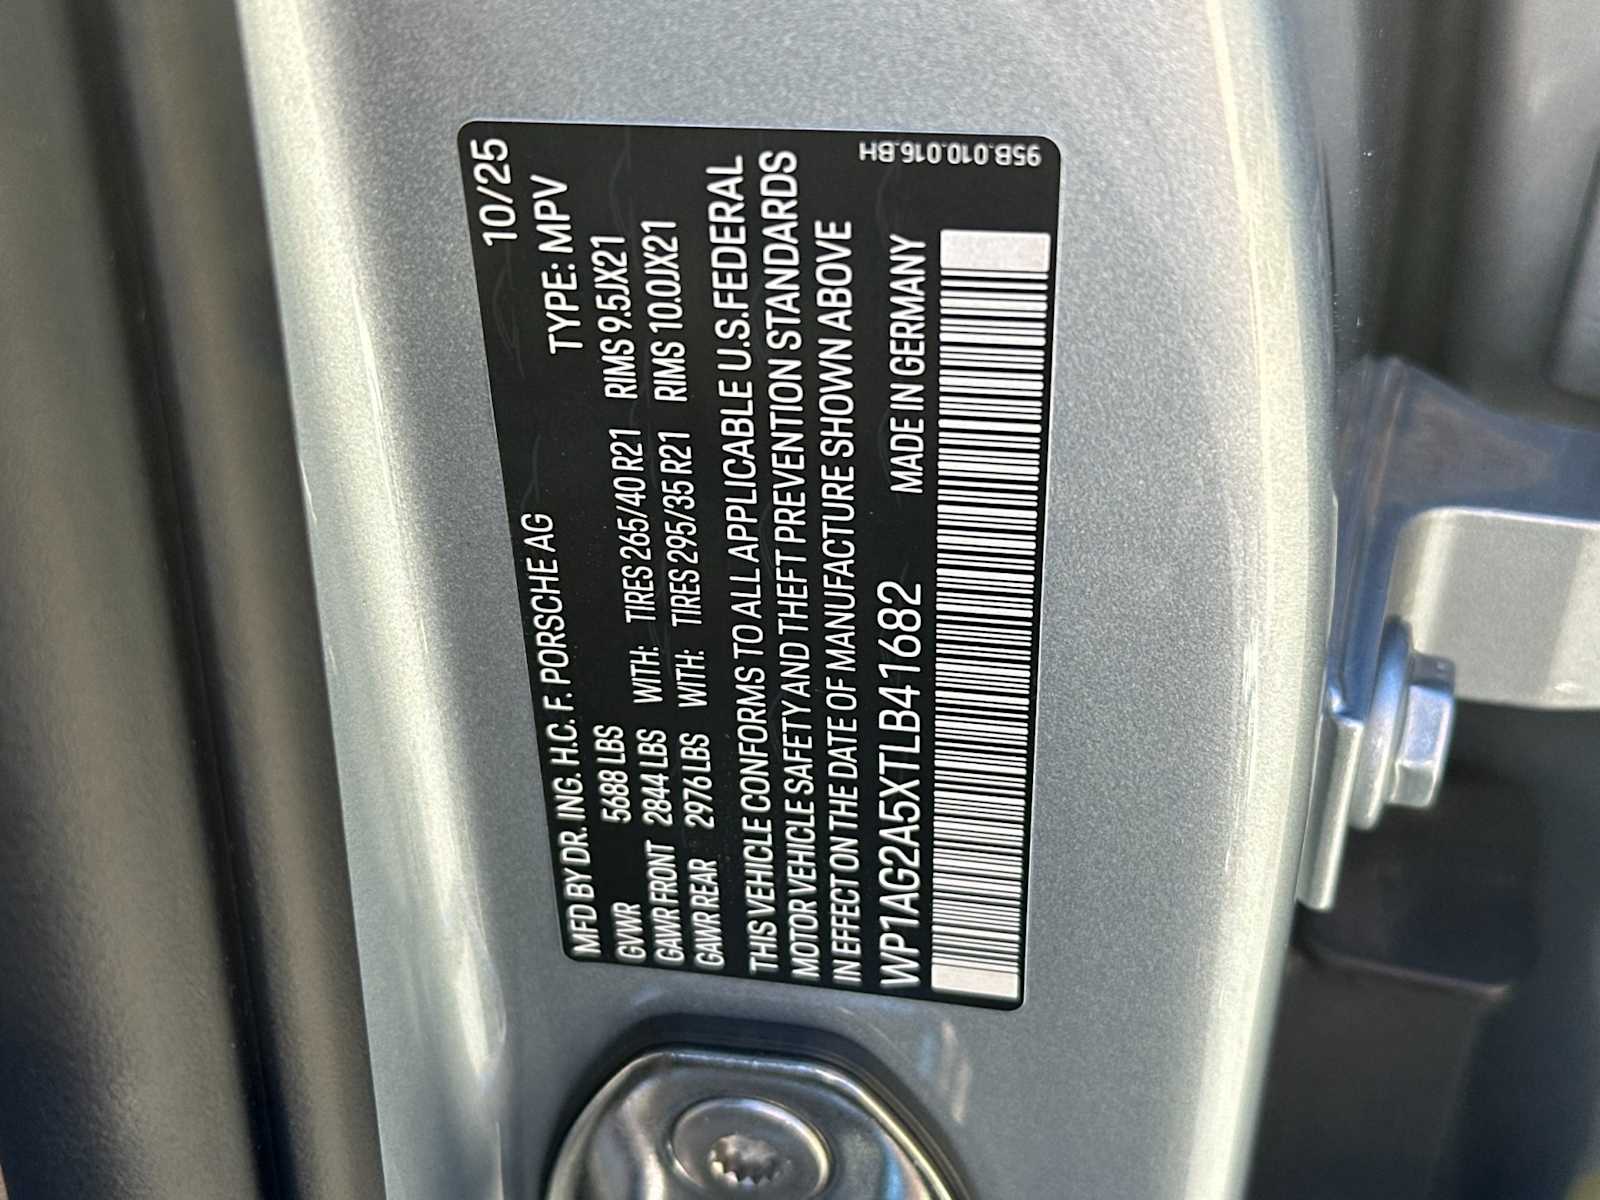 10/25
MFD BY DR. ING. H.C. F. PORSCHE AG TYPE: MPV
GVWR 5688 LBS WITH: TIRES 265/40 R21 RIMS 9.5JX21
GAWR FRONT 2844 LBS WITH: TIRES 295/35 R21 RIMS 10.0JX21
GAWR REAR 2976 LBS
THIS VEHICLE CONFORMS TO ALL APPLICABLE U.S. FEDERAL
MOTOR VEHICLE SAFETY AND THEFT PREVENTION STANDARDS
IN EFFECT ON THE DATE OF MANUFACTURE SHOWN ABOVE
WP1AG2A5XTLB41682 MADE IN GERMANY
95B.010.016.BH